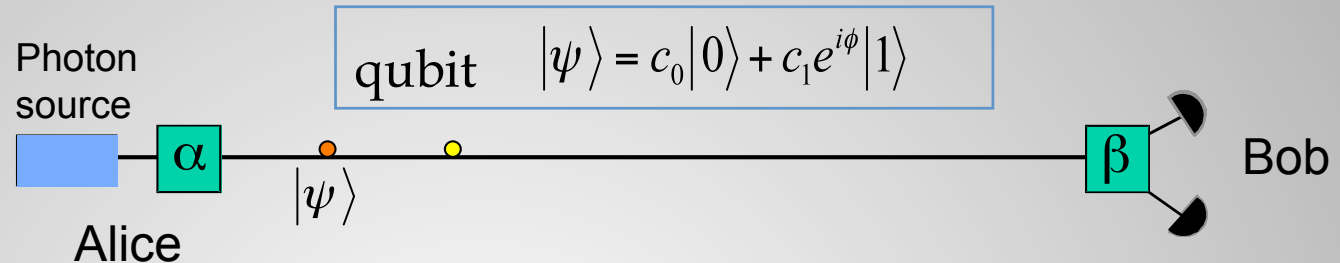 Photon
source
qubit |ψ⟩ = c₀|0⟩ + c₁e^{iϕ}|1⟩
α
|ψ⟩
β
Bob
Alice